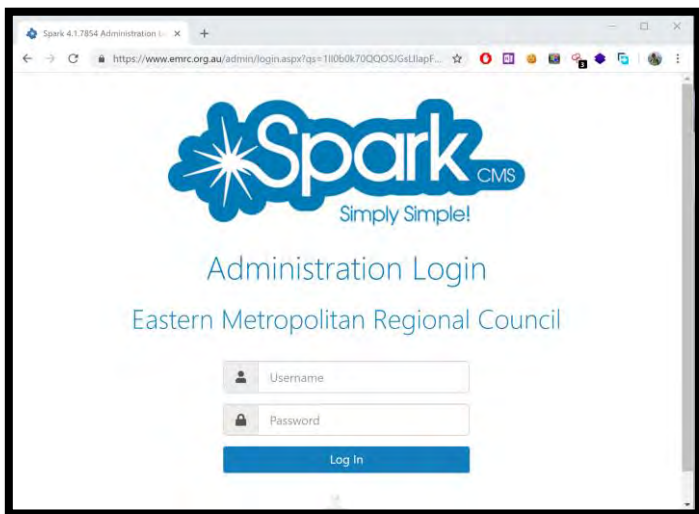 Spark 4.1.7854 Administration L
https://www.emrc.org.au/admin/login.aspx?qs=
3
Spark CMS
Simply Simple!
Administration Login
Eastern Metropolitan Regional Council
Username
Password
Log In